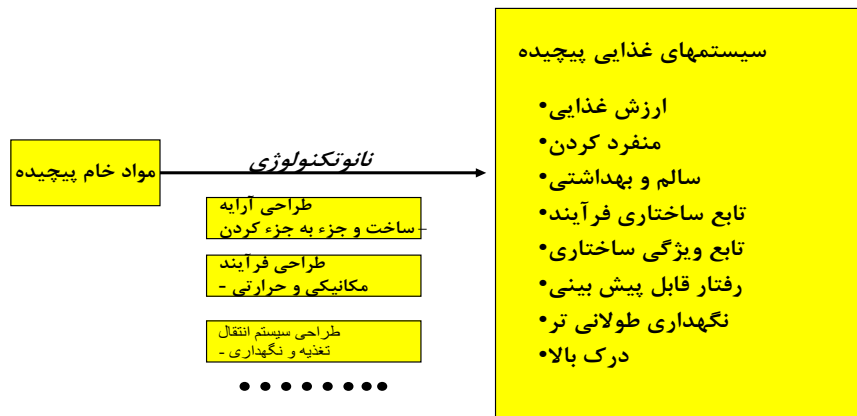 سیستمهای غذایی پیچیده
•ارزش غذایی
•منفرد کردن
•سالم و بهداشتی
•تابع ساختاری فرآیند
•تابع ویژگی ساختاری
•رفتار قابل پیش بینی
•نگهداری طولانی تر
•درک بالا
نانوتکنولوژی
مواد خام پیچیده
طراحی آرایه
-ساخت و جزء به جزء کردن
طراحی فرآیند
مکانیکی و حرارتی -
طراحی سیستم انتقال
تغذیه و نگهداری -